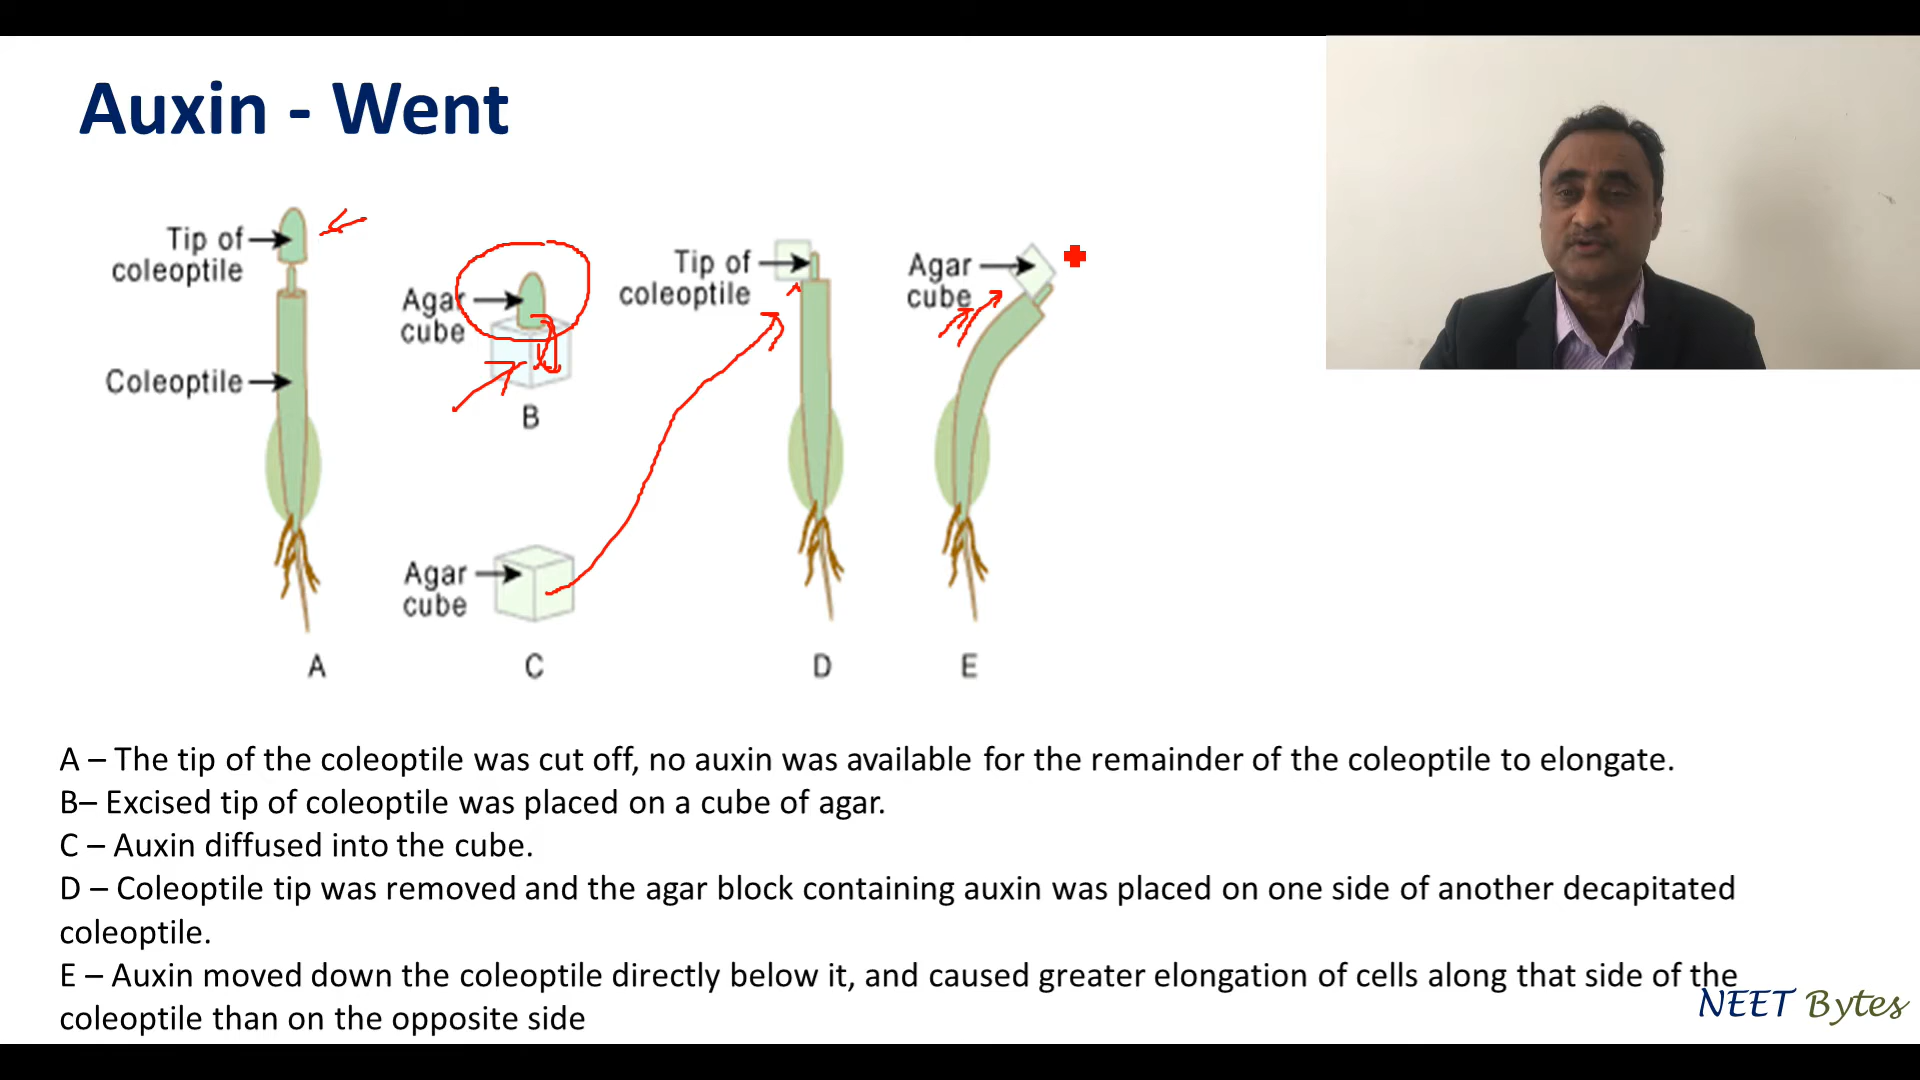 Auxin - Went
Tip of
coleoptile
Coleoptile
A
Agar
cube
B
Agar
cube
C
Tip of
coleoptile
D
Agar
cube
E
A – The tip of the coleoptile was cut off, no auxin was available for the remainder of the coleoptile to elongate.
B– Excised tip of coleoptile was placed on a cube of agar.
C – Auxin diffused into the cube.
D – Coleoptile tip was removed and the agar block containing auxin was placed on one side of another decapitated
coleoptile.
E – Auxin moved down the coleoptile directly below it, and caused greater elongation of cells along that side of the
coleoptile than on the opposite side
NEET Bytes